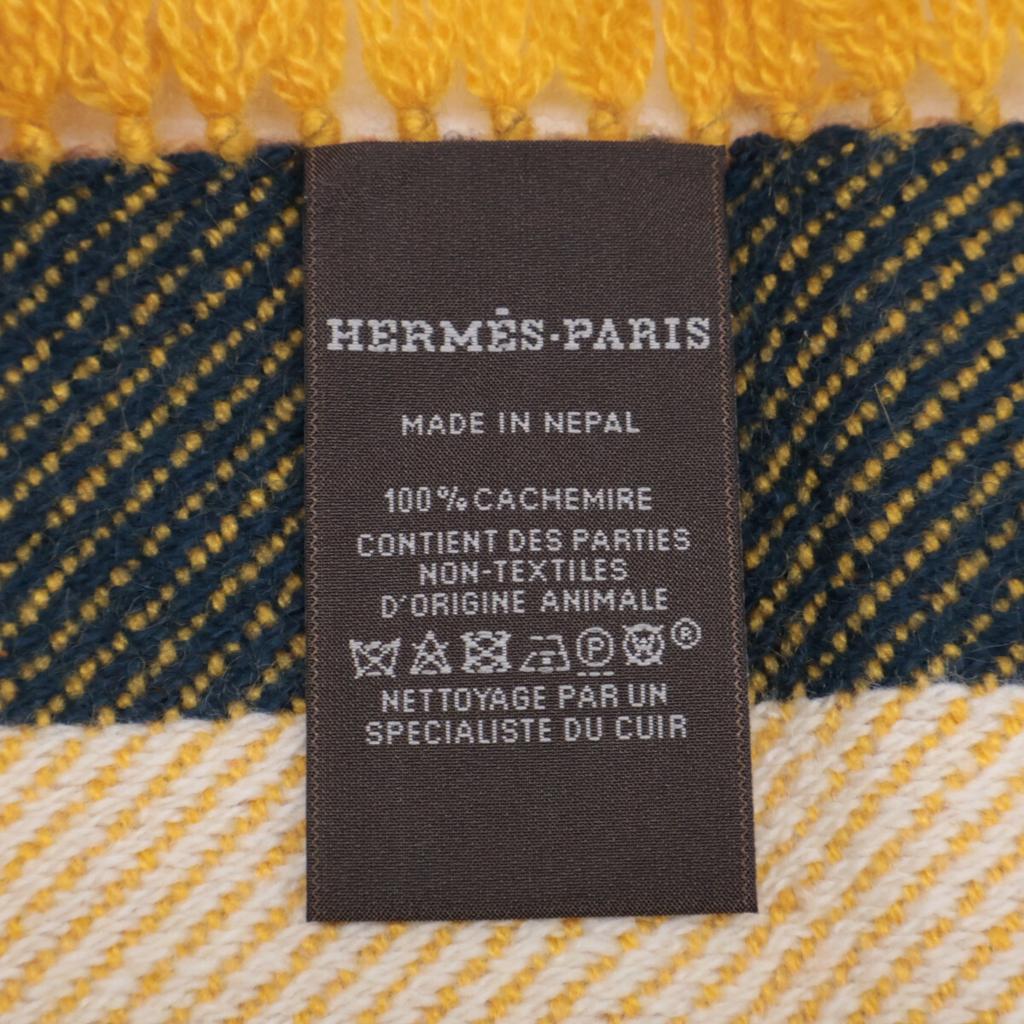 HERMÈS-PARIS
MADE IN NEPAL
100% CACHEMIRE
CONTIENT DES PARTIES
NON-TEXTILES
D'ORIGINE ANIMALE
P W ®
NETTOYAGE PAR UN
SPECIALISTE DU CUIR